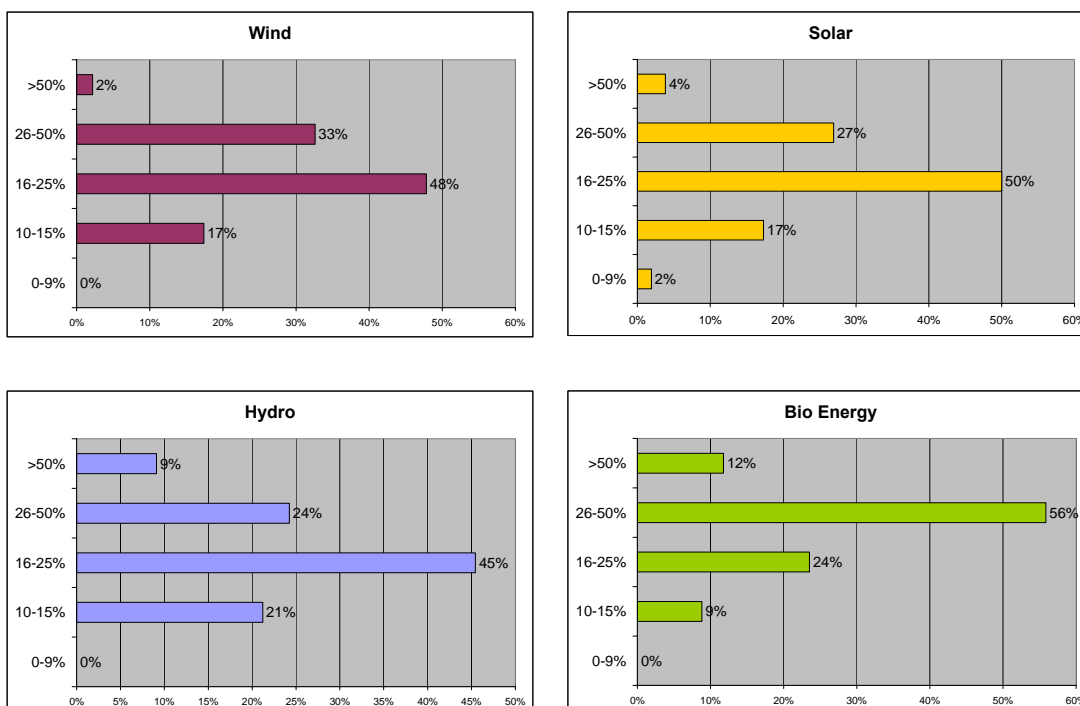 Wind
>50% 2%
26-50% 33%
16-25% 48%
10-15% 17%
0-9% 0%
0% 10% 20% 30% 40% 50% 60%
Solar
>50% 4%
26-50% 27%
16-25% 50%
10-15% 17%
0-9% 2%
0% 10% 20% 30% 40% 50% 60%
Hydro
>50% 9%
26-50% 24%
16-25% 45%
10-15% 21%
0-9% 0%
0% 5% 10% 15% 20% 25% 30% 35% 40% 45% 50%
Bio Energy
>50% 12%
26-50% 56%
16-25% 24%
10-15% 9%
0-9% 0%
0% 10% 20% 30% 40% 50% 60%